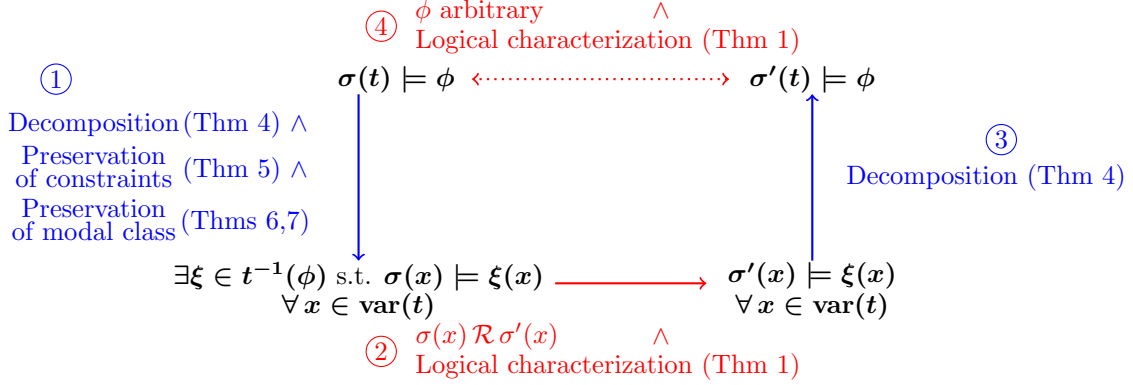 ④ ϕ arbitrary ∧
Logical characterization (Thm 1)
①
σ(t) ⊨ ϕ
σ′(t) ⊨ ϕ
Decomposition (Thm 4) ∧
Preservation of constraints (Thm 5) ∧
Preservation of modal class (Thms 6,7)
③
Decomposition (Thm 4)
∃ξ ∈ t⁻¹(ϕ) s.t. σ(x) ⊨ ξ(x)
∀ x ∈ var(t)
σ′(x) ⊨ ξ(x)
∀ x ∈ var(t)
② σ(x) ℛ σ′(x) ∧
Logical characterization (Thm 1)